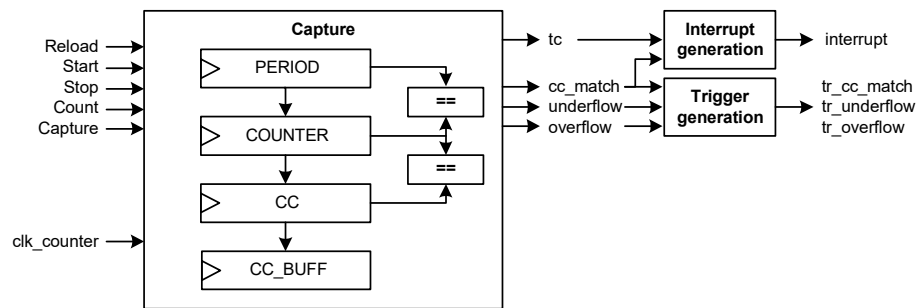 Capture
Reload
Start
Stop
Count
Capture
clk_counter
PERIOD
COUNTER
CC
CC_BUFF
==
==
tc
cc_match
underflow
overflow
Interrupt
generation
Trigger
generation
interrupt
tr_cc_match
tr_underflow
tr_overflow